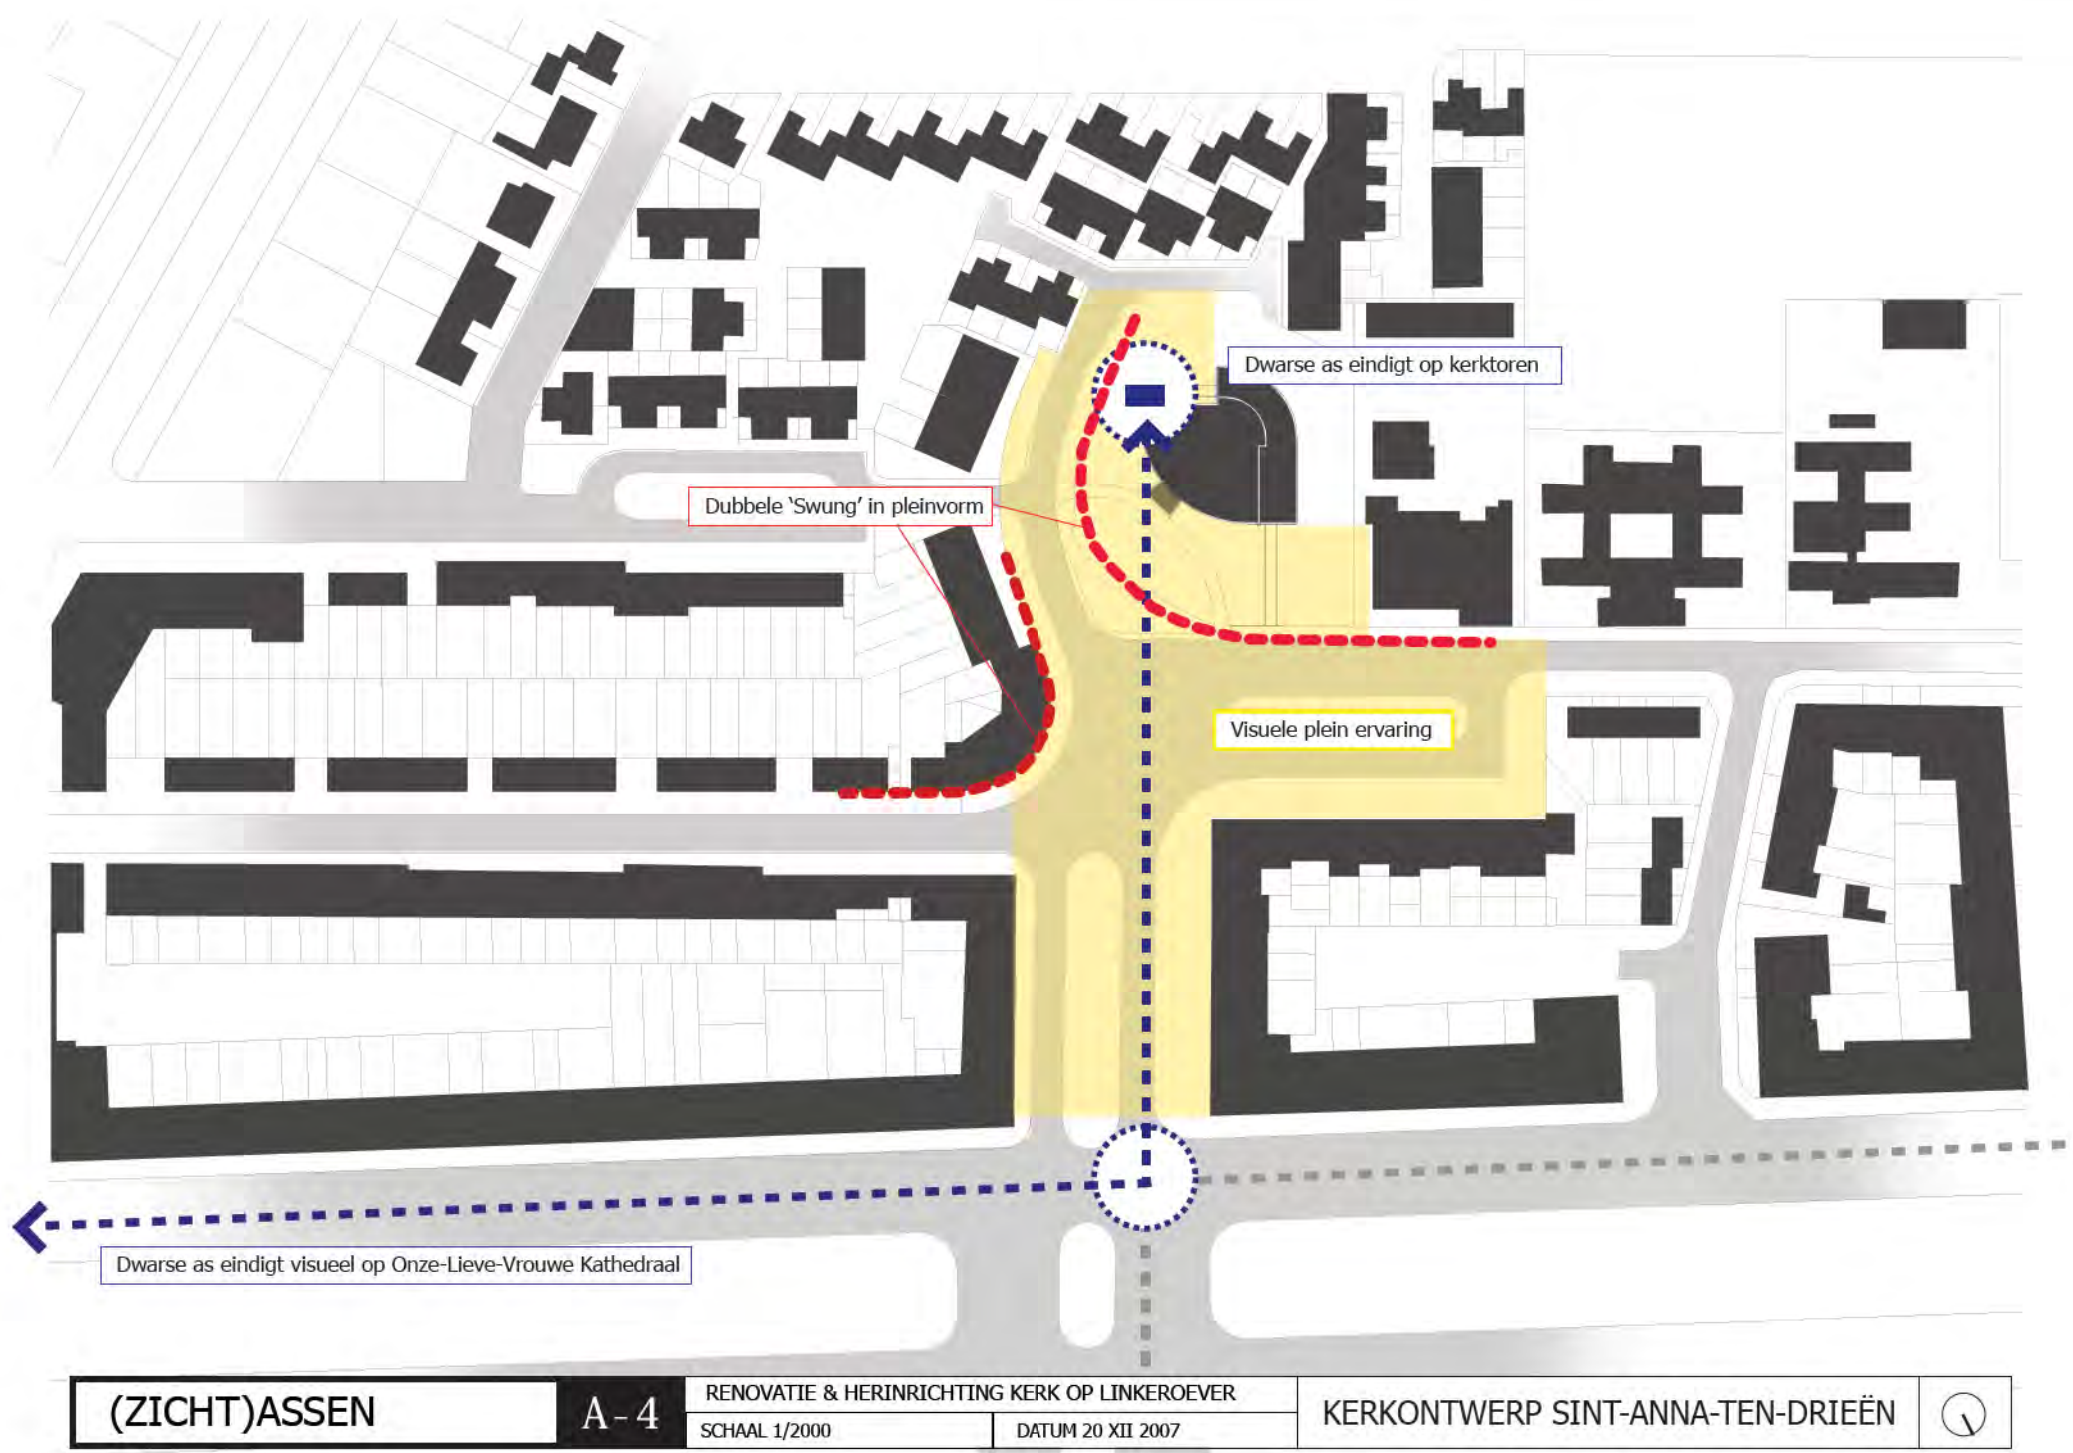 Dwarse as eindigt op kerktoren
Dubbele ‘Swung’ in pleinvorm
Visuele plein ervaring
Dwarse as eindigt visueel op Onze-Lieve-Vrouwe Kathedraal
(ZICHT)ASSEN
A-4
RENOVATIE & HERINRICHTING KERK OP LINKEROEVER
SCHAAL 1/2000
DATUM 20 XII 2007
KERKONTWERP SINT-ANNA-TEN-DRIEËN